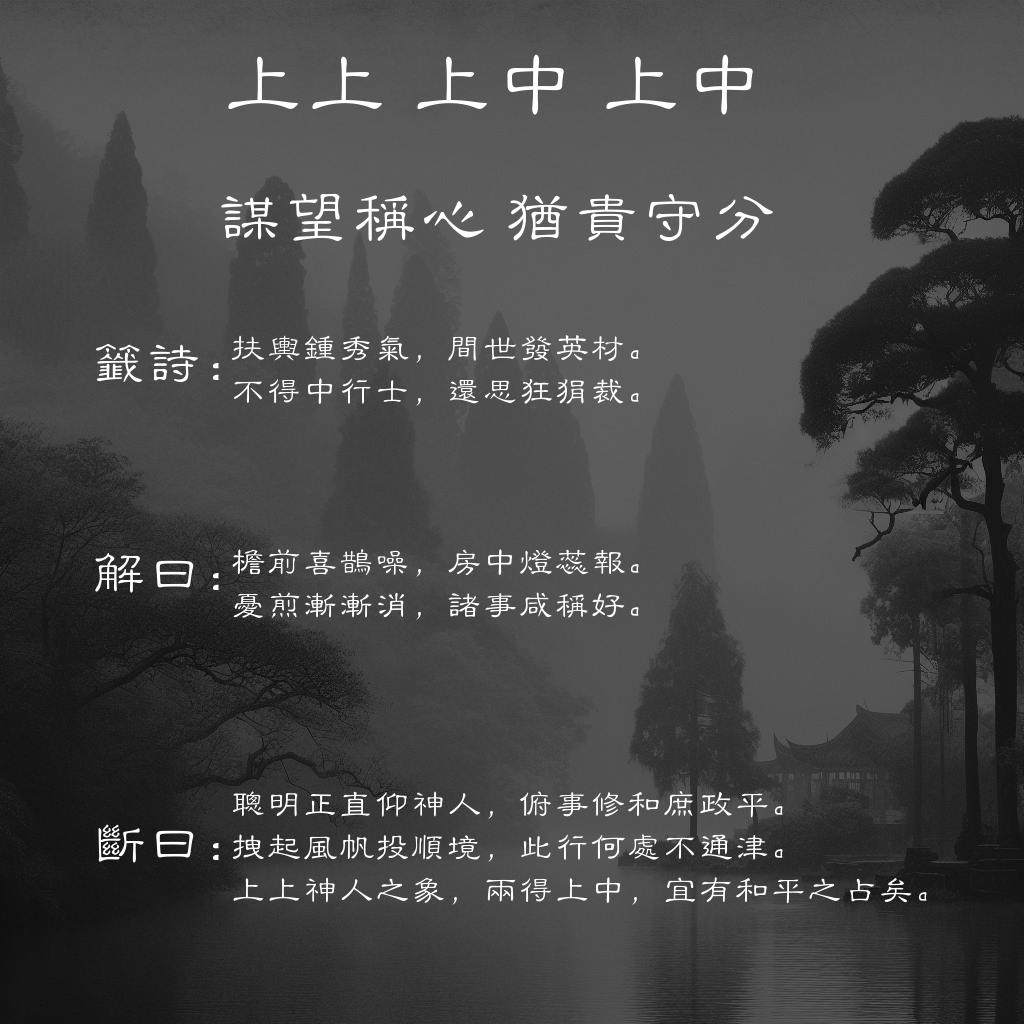 上上 上中 上中
謀望稱心 猶貴守分
籤詩:扶輿鍾秀氣，間世發英材。
不得中行士，還思狂狷裁。
解曰:檐前喜鵲噪，房中燈蕊報。
憂煎漸漸消，諸事咸稱好。
斷曰:聰明正直仰神人，俯事修和庶政平。
拽起風帆投順境，此行何處不通津。
上上神人之象，兩得上中，宜有和平之占矣。